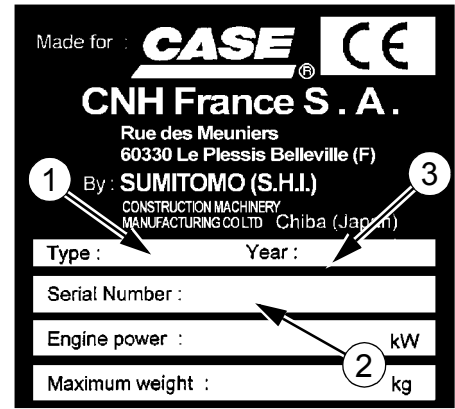 Made for : CASE ® CE
CNH France S . A .
Rue des Meuniers
60330 Le Plessis Belleville (F)
1 By : SUMITOMO (S.H.I.) 3
CONSTRUCTION MACHINERY
MANUFACTURING CO LTD Chiba (Japan)
Type : Year :
Serial Number :
Engine power : kW
2
Maximum weight : kg